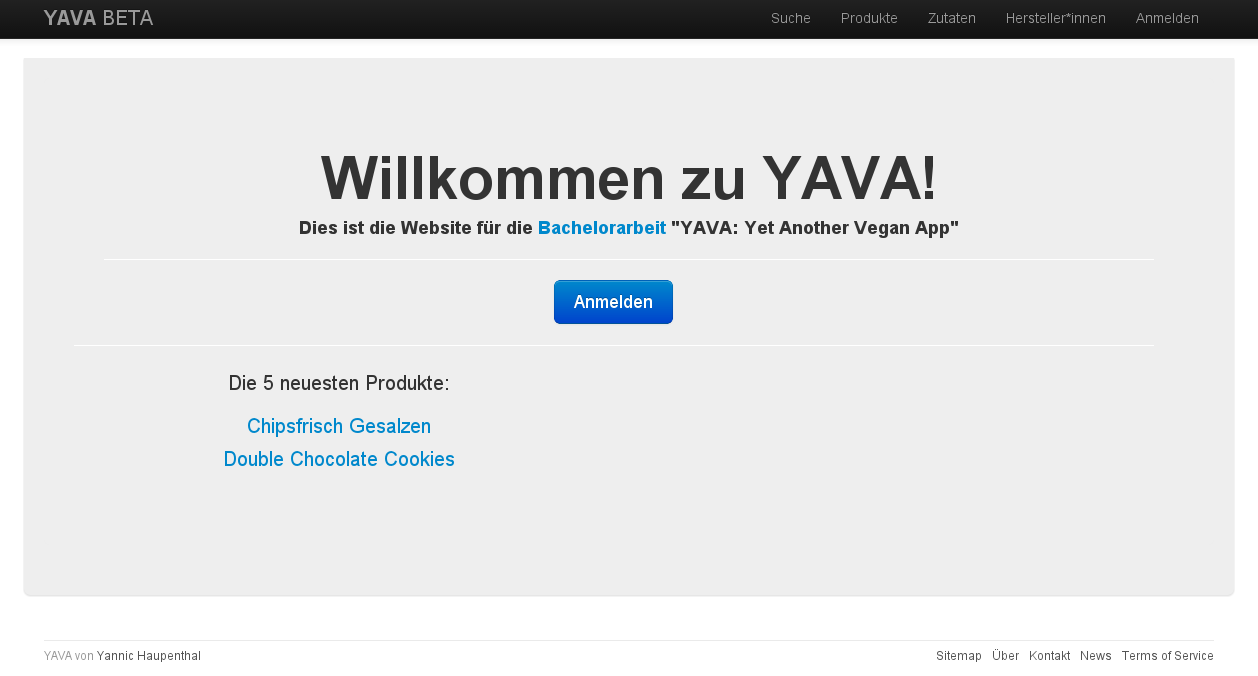 YAVA BETA Suche Produkte Zutaten Hersteller*innen Anmelden
Willkommen zu YAVA!
Dies ist die Website für die Bachelorarbeit "YAVA: Yet Another Vegan App"
Anmelden
Die 5 neuesten Produkte:
Chipsfrisch Gesalzen
Double Chocolate Cookies
YAVA von Yannic Haupenthal Sitemap Über Kontakt News Terms of Service